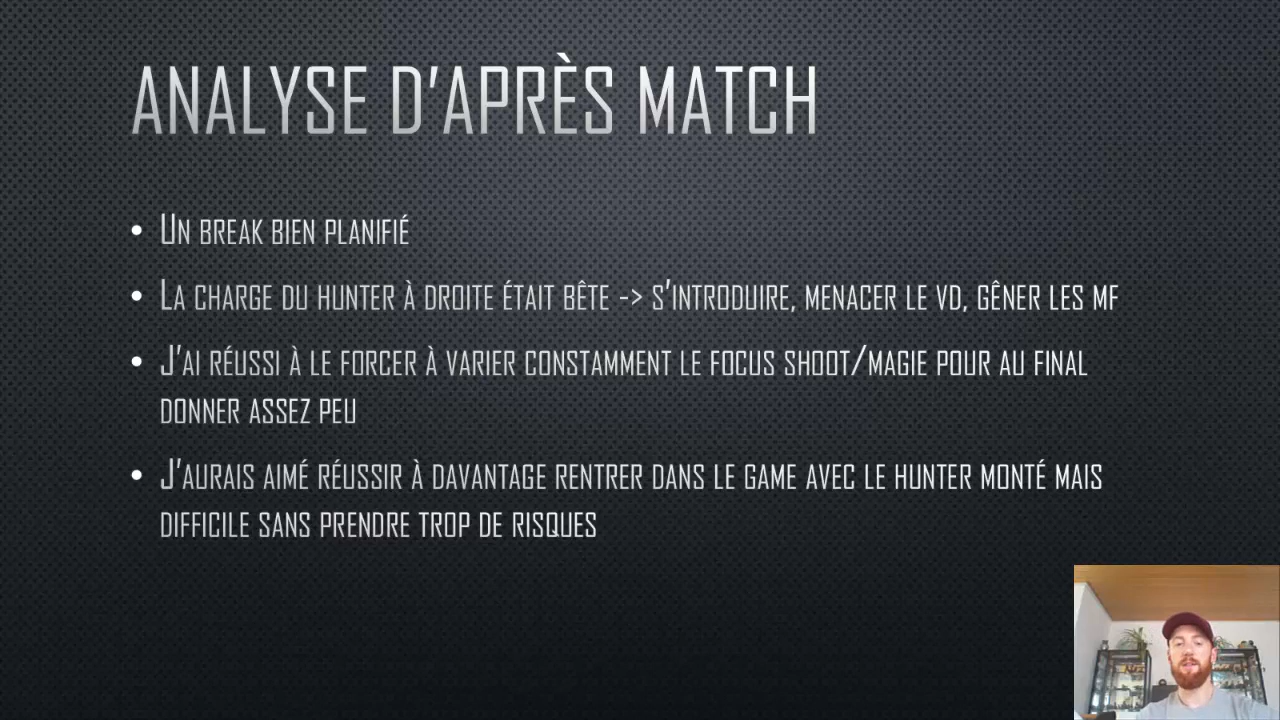 ANALYSE D'APRÈS MATCH
• UN BREAK BIEN PLANIFIÉ
• LA CHARGE DU HUNTER À DROITE ÉTAIT BÊTE -> S'INTRODUIRE, MENACER LE VD, GÊNER LES MF
• J'AI RÉUSSI À LE FORCER À VARIER CONSTAMMENT LE FOCUS SHOOT/MAGIE POUR AU FINAL
DONNER ASSEZ PEU
• J'AURAIS AIMÉ RÉUSSIR À DAVANTAGE RENTRER DANS LE GAME AVEC LE HUNTER MONTÉ MAIS
DIFFICILE SANS PRENDRE TROP DE RISQUES